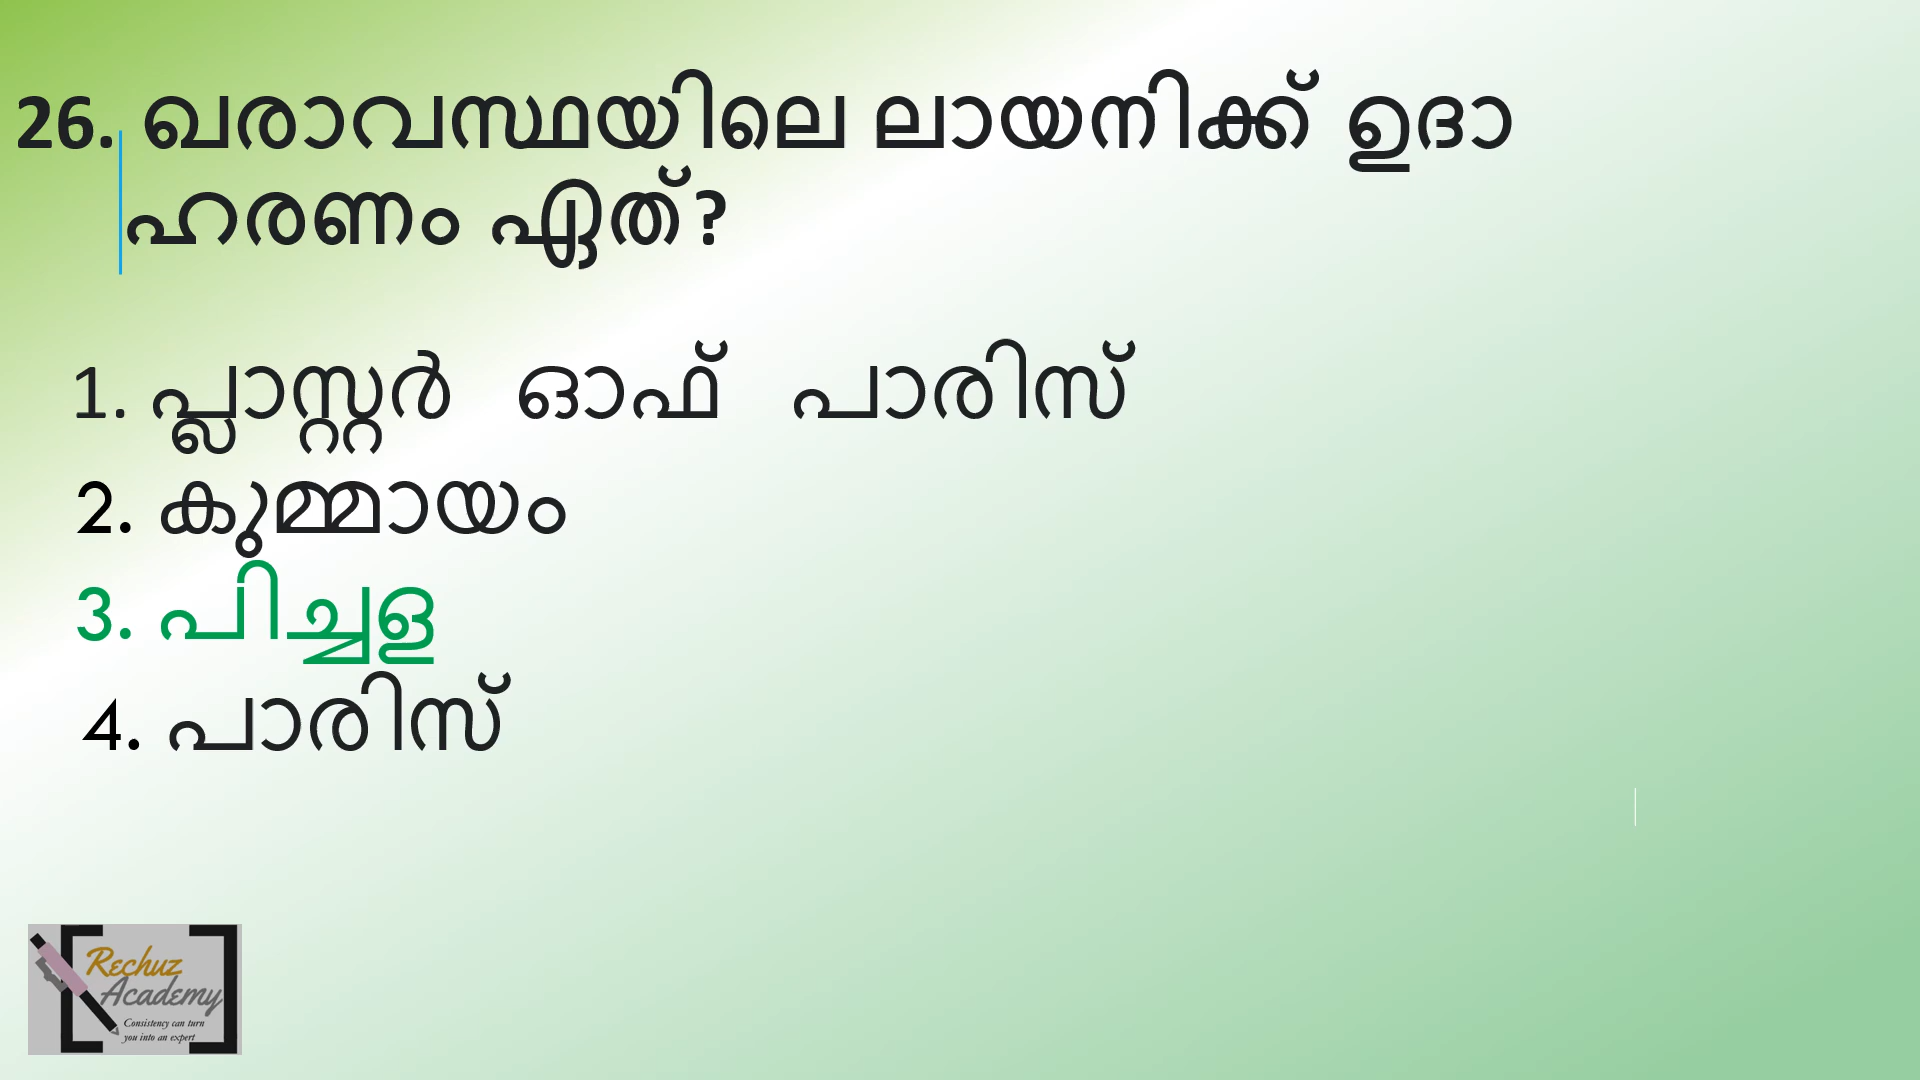 26. ഖരാവസ്ഥയിലെ ലായനിക്ക് ഉദാ
ഹരണം ഏത്?
1. പ്ലാസ്റ്റർ ഓഫ് പാരിസ്
2. കുമ്മായം
3. പിച്ചള
4. പാരിസ്
Rechuz
Academy
Consistency can turn
you into an expert